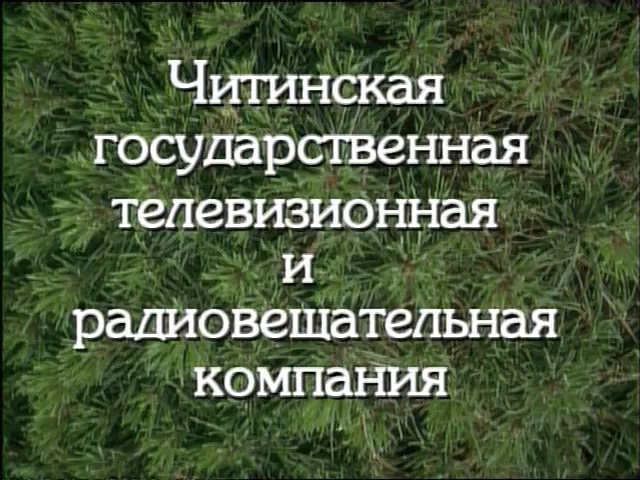 Читинская
государственная
телевизионная
и
радиовещательная
компания